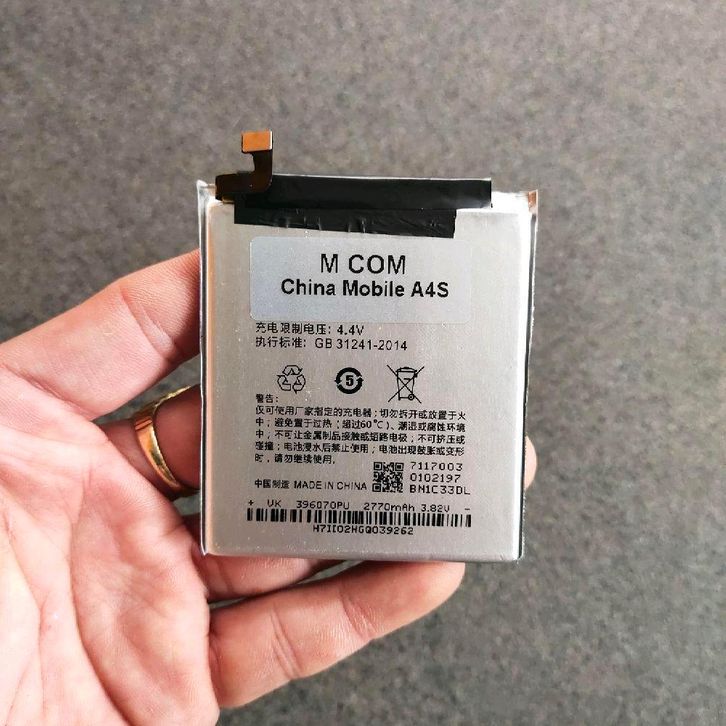 M COM
China Mobile A4S
充电限制电压: 4.4V
执行标准: GB 31241-2014
5
警告:
仅可使用厂家指定的充电器; 切勿拆开或放置于火
中; 避免置于过热 (超过60℃)、潮湿或腐蚀环境
中; 不可让金属制品接触或短路电极; 不可挤压或
碰撞; 电池浸水后禁止使用; 电池出现鼓胀或变形
时, 请勿继续使用.
7117003
0102197
中国制造 MADE IN CHINA BM1C33DL
+ VK 396070PU 2770mAh 3.82V -
H7II02HGQ039262